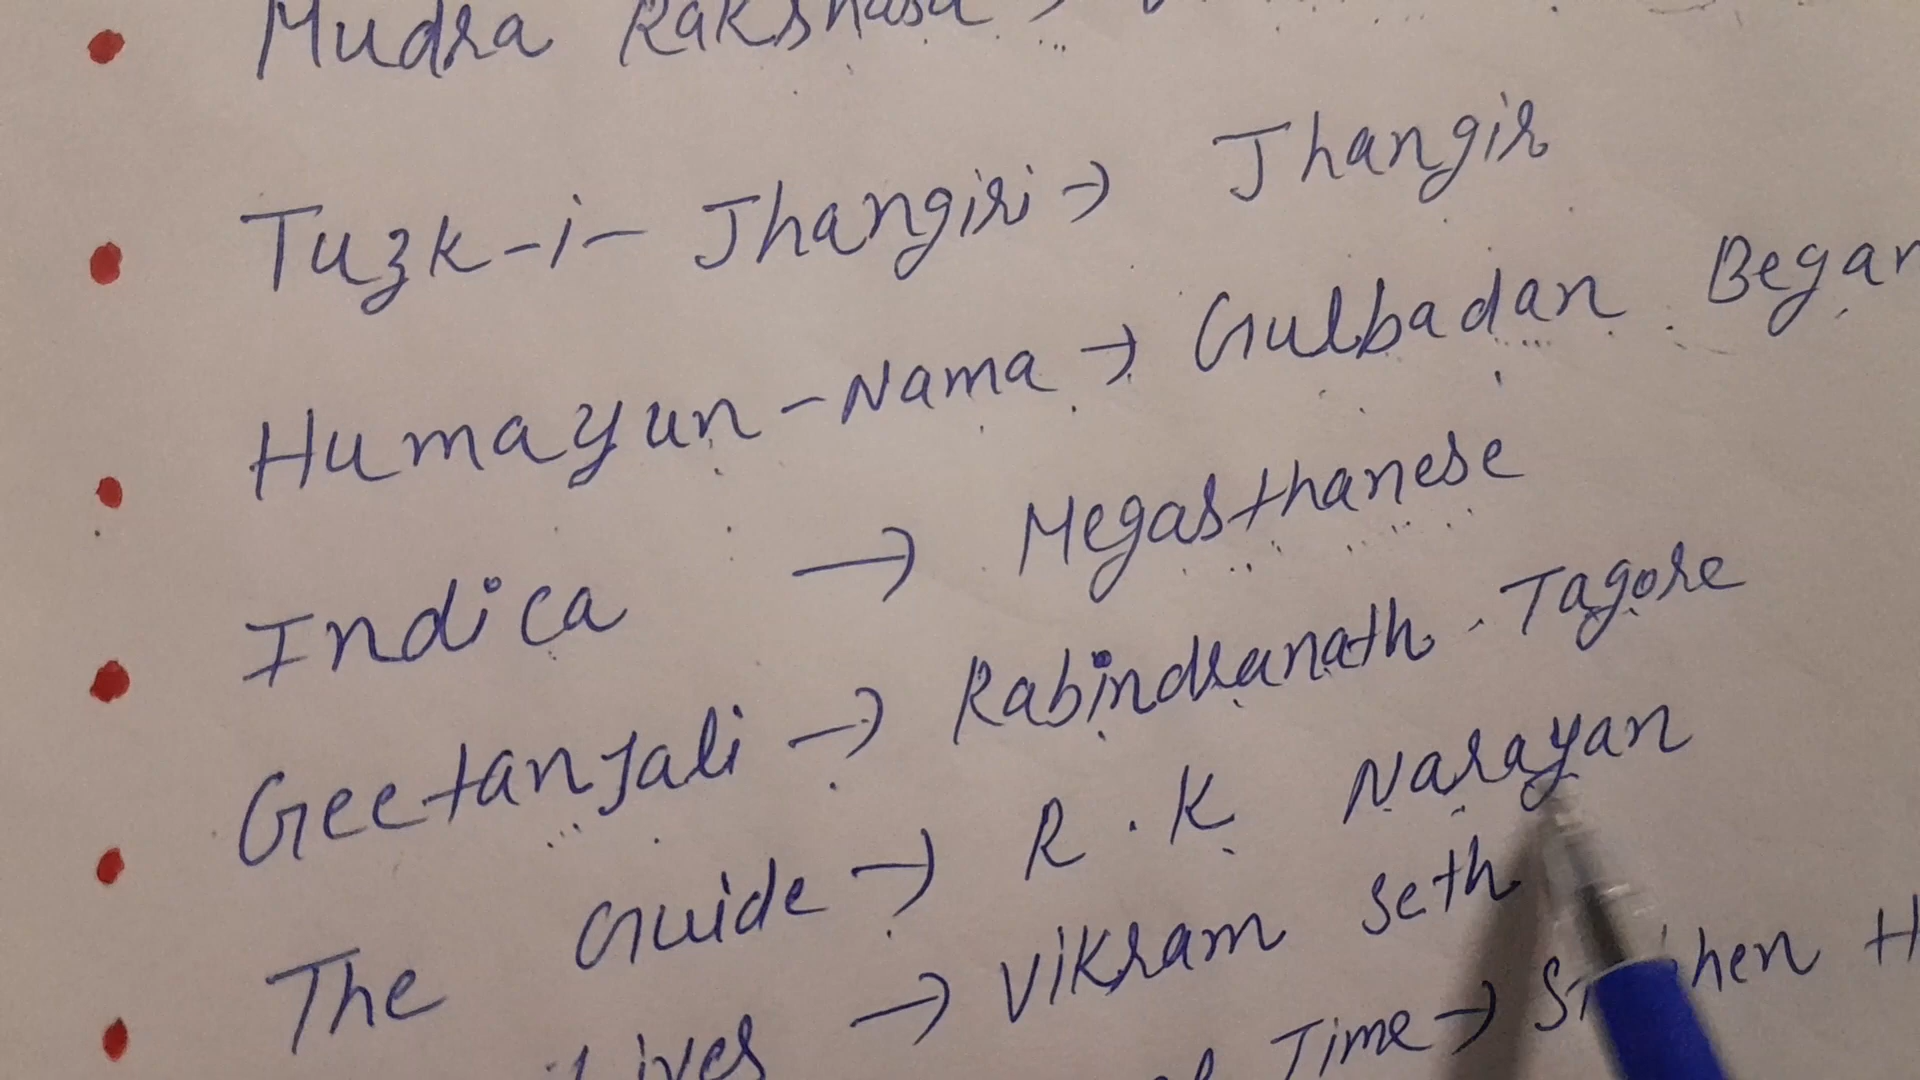 Mudra Rakshasa →
Tuzk-i- Jhangiri → Jhangir
Humayun-Nama → Gulbadan
Indica → Megasthanese
Geetanjali → Rabindranath Tagore
The Guide → R.K Narayan
Lives → Vikram Seth
Time →